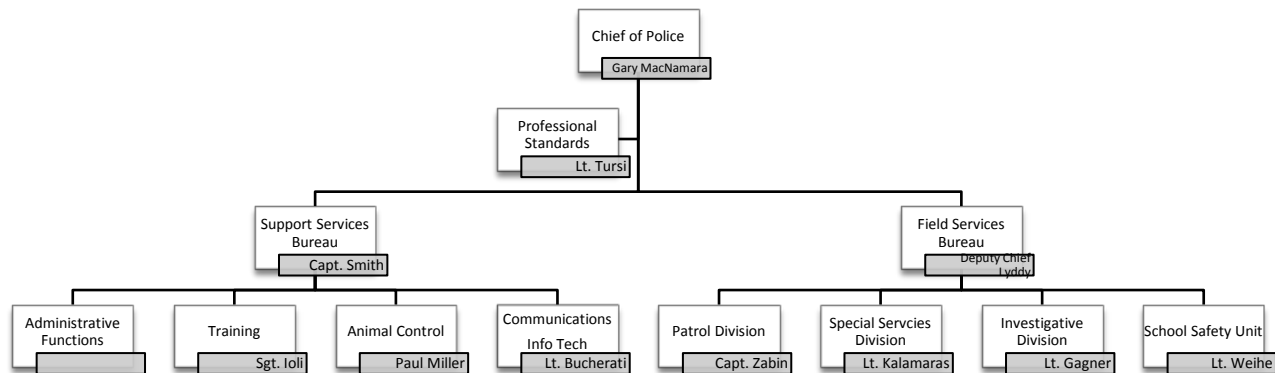 Chief of Police
Gary MacNamara
Professional
Standards
Lt. Tursi
Support Services
Bureau
Capt. Smith
Field Services
Bureau
Deputy Chief
Lyddy
Administrative
Functions
Training
Sgt. Ioli
Animal Control
Paul Miller
Communications
Info Tech
Lt. Bucherati
Patrol Division
Capt. Zabin
Special Servcies
Division
Lt. Kalamaras
Investigative
Division
Lt. Gagner
School Safety Unit
Lt. Weihe